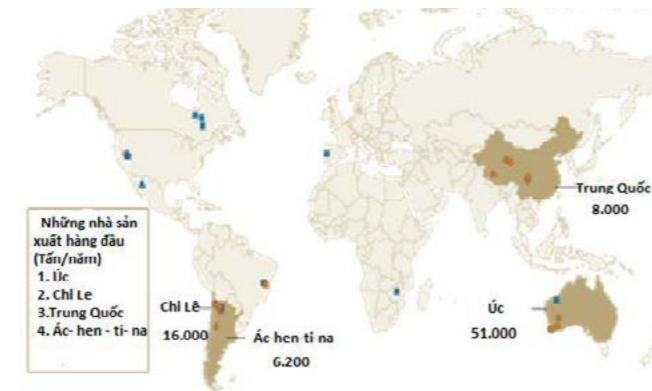 Những nhà sản
xuất hàng đầu
(Tấn/năm)
1. Úc
2. Chi Le
3.Trung Quốc
4. Ác- hen - ti- na
Trung Quốc
8.000
Chi Lê
16.000
Ác hen ti na
6.200
Úc
51.000